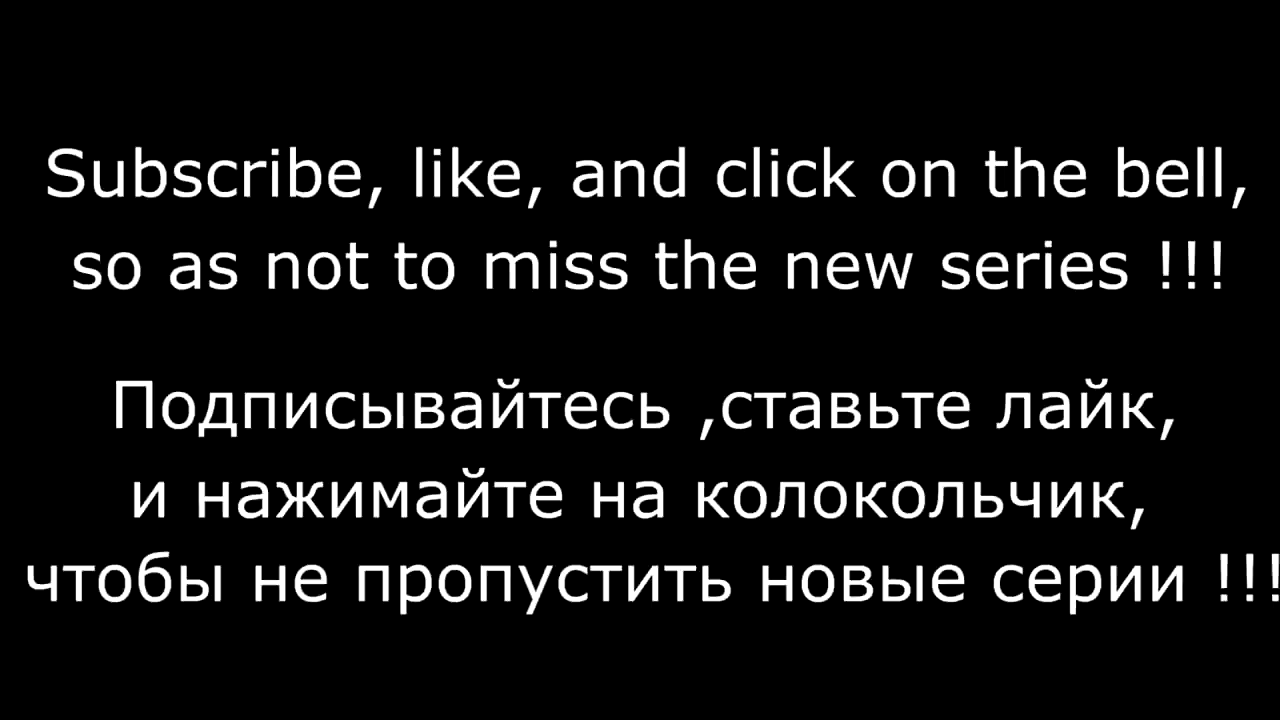 Subscribe, like, and click on the bell,
so as not to miss the new series !!!
Подписывайтесь ,ставьте лайк,
и нажимайте на колокольчик,
чтобы не пропустить новые серии !!!